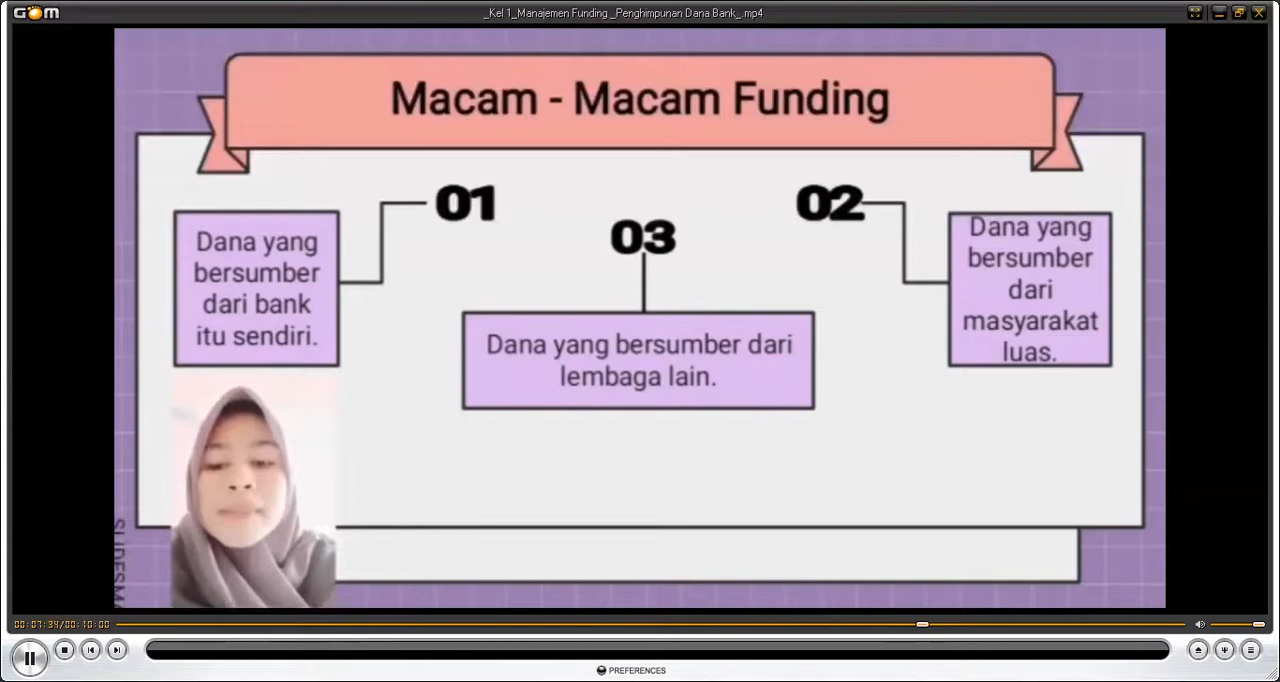 GOM
_Kel 1_Manajemen Funding _Penghimpunan Dana Bank_.mp4
Macam - Macam Funding
01
Dana yang
bersumber
dari bank
itu sendiri.
02
Dana yang
bersumber
dari
masyarakat
luas.
03
Dana yang bersumber dari
lembaga lain.
00:07:34/00:10:00
PREFERENCES